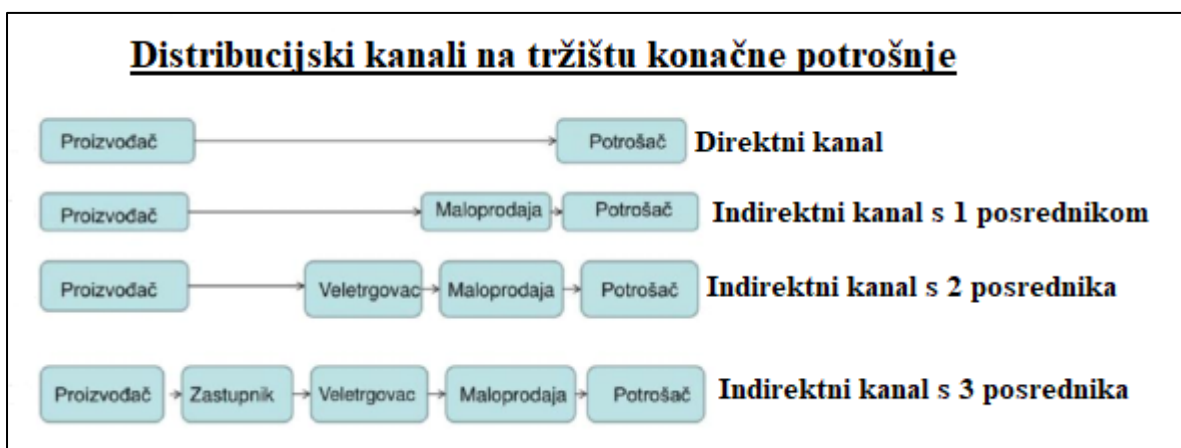 Distribucijski kanali na tržištu konačne potrošnje
Proizvođač Potrošač Direktni kanal
Proizvođač Maloprodaja Potrošač Indirektni kanal s 1 posrednikom
Proizvođač Veletrgovac Maloprodaja Potrošač Indirektni kanal s 2 posrednika
Proizvođač Zastupnik Veletrgovac Maloprodaja Potrošač Indirektni kanal s 3 posrednika